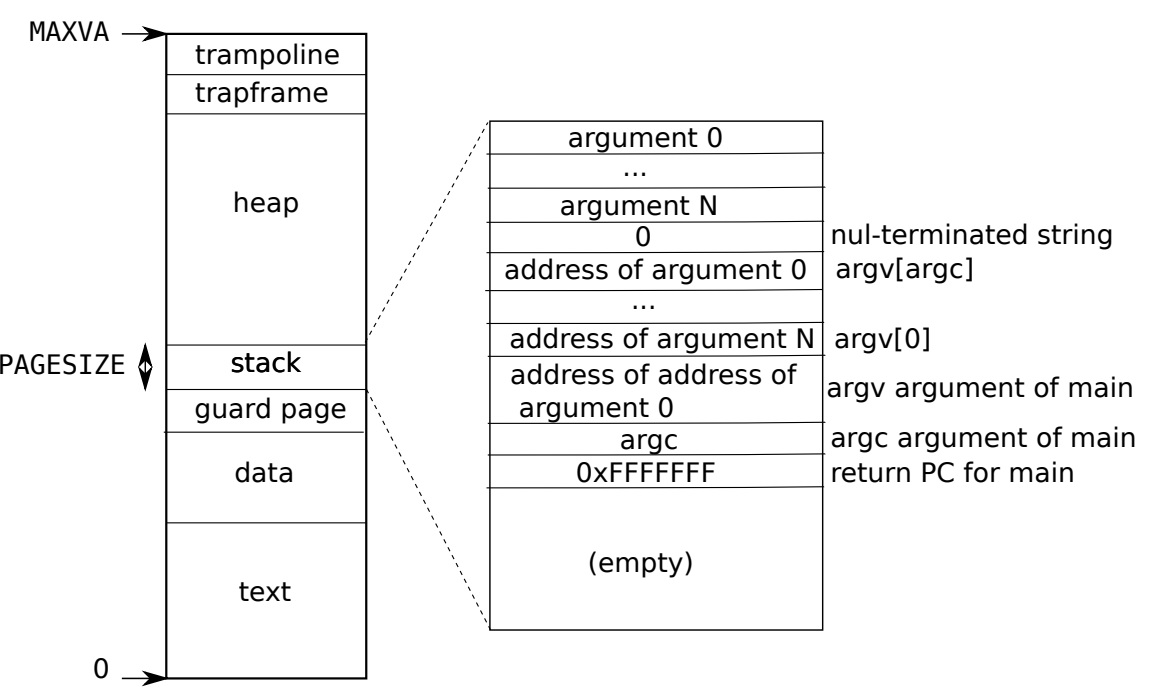 MAXVA
trampoline
trapframe
heap
PAGESIZE
stack
guard page
data
text
0
argument 0
...
argument N
0
nul-terminated string
address of argument 0
argv[argc]
...
address of argument N
argv[0]
address of address of
argument 0
argv argument of main
argc
argc argument of main
0xFFFFFFF
return PC for main
(empty)